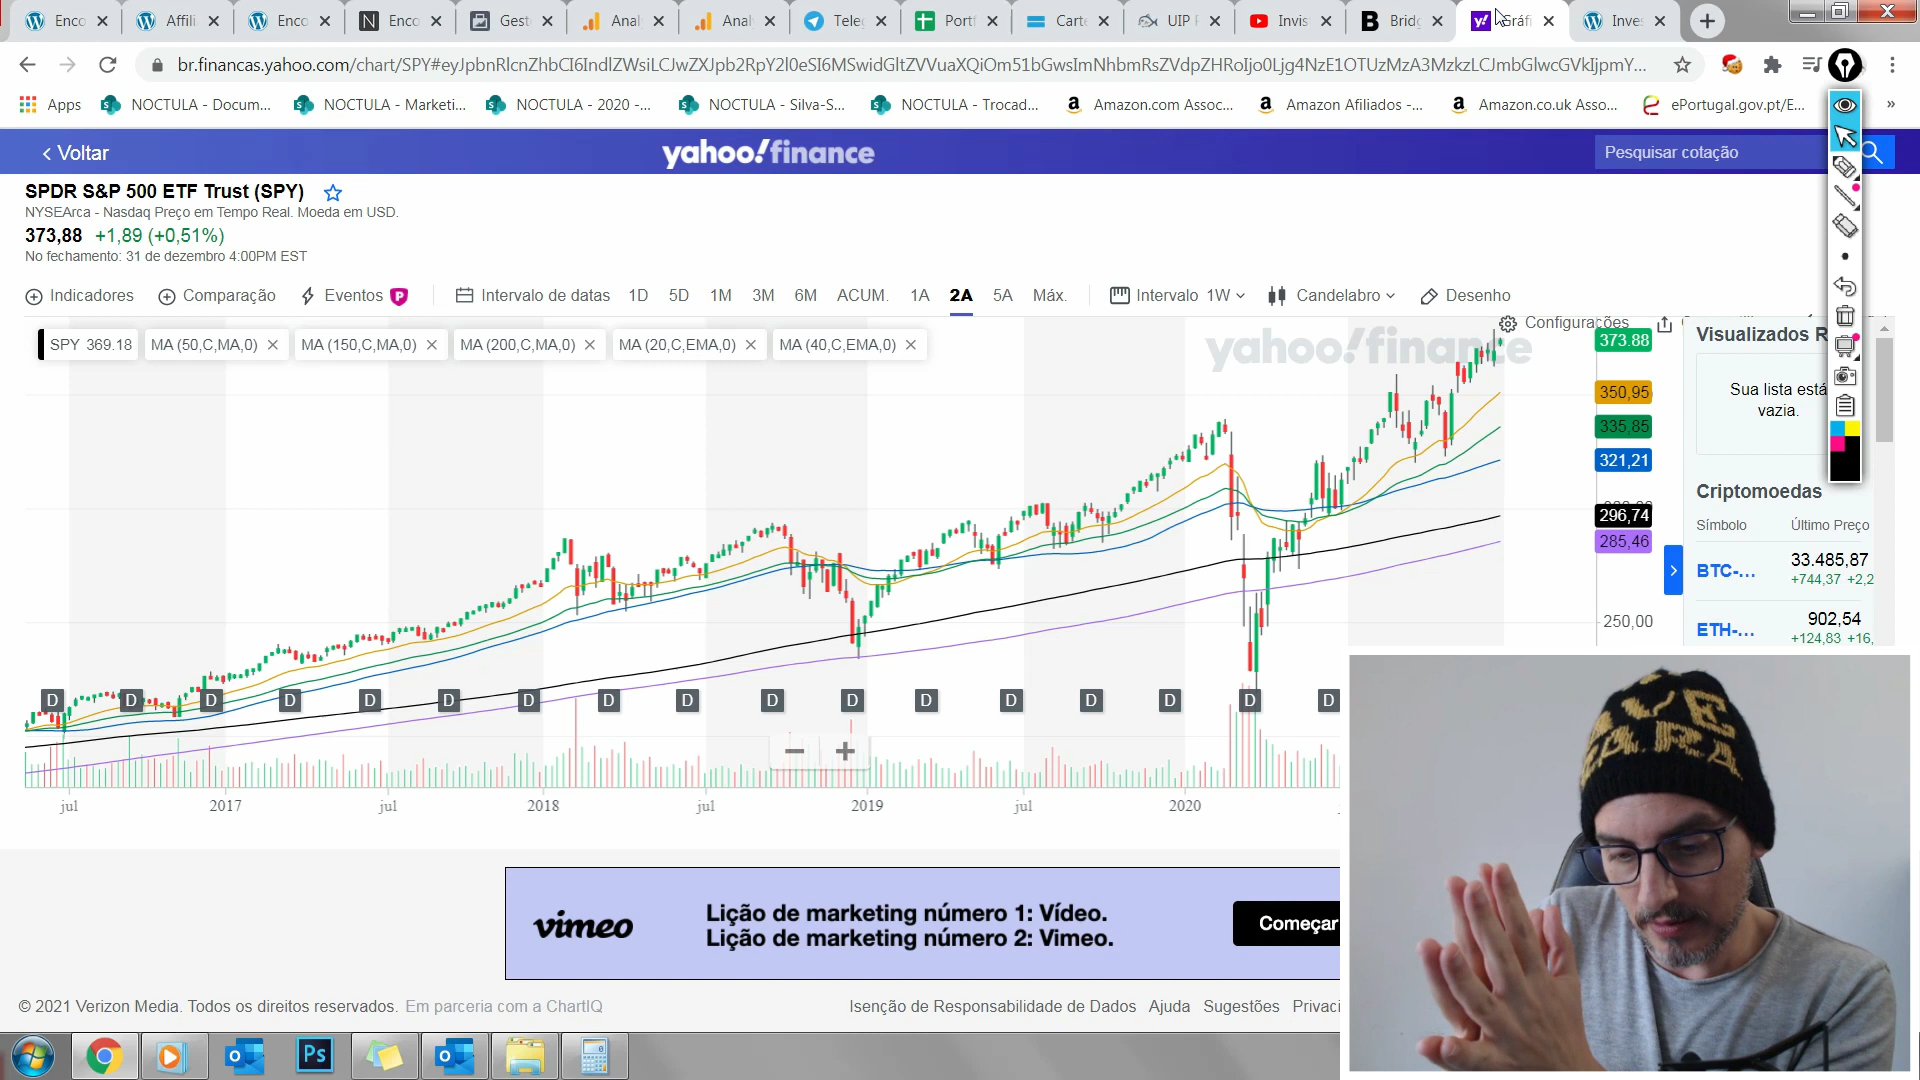 Enco
Affili
Enco
Enco
Gest
Anal
Anal
Teleg
Portf
Carte
UIP
Invis
Bridg
Gráfi
Inves
br.financas.yahoo.com/chart/SPY#eyJpbnRlcnZhbCI6IndlZWsiLCJwZXJpb2RpY2l0eSI6MSwidGltZVVuaXQiOm51bGwsImNhbmRsZVdpZHRoIjo0Ljg4NzE1OTUzMzA3MzkzLCJmbGlwcGVkIjpmY...
Apps
NOCTULA - Docum...
NOCTULA - Marketi...
NOCTULA - 2020 -...
NOCTULA - Silva-S...
NOCTULA - Trocad...
Amazon.com Assoc...
Amazon Afiliados -...
Amazon.co.uk Asso...
ePortugal.gov.pt/E...
Voltar
yahoo!finance
Pesquisar cotação
SPDR S&P 500 ETF Trust (SPY)
NYSEArca - Nasdaq Preço em Tempo Real. Moeda em USD.
373,88 +1,89 (+0,51%)
No fechamento: 31 de dezembro 4:00PM EST
Indicadores
Comparação
Eventos P
Intervalo de datas 1D 5D 1M 3M 6M ACUM. 1A 2A 5A Máx.
Intervalo 1W
Candelabro
Desenho
Configurações
SPY 369.18
MA (50,C,MA,0)
MA (150,C,MA,0)
MA (200,C,MA,0)
MA (20,C,EMA,0)
MA (40,C,EMA,0)
yahoo!finance
373.88
350,95
335,85
321,21
296,74
285,46
250,00
Visualizados R
Sua lista está
vazia.
Criptomoedas
Símbolo Último Preço
BTC-... 33.485,87
+744,37 +2,2
ETH-... 902,54
+124,83 +16,
D D D D D D D D D D D D D D D D D
jul 2017 jul 2018 jul 2019 jul 2020
vimeo
Lição de marketing número 1: Vídeo.
Lição de marketing número 2: Vimeo.
Começar
© 2021 Verizon Media. Todos os direitos reservados. Em parceria com a ChartIQ
Isenção de Responsabilidade de Dados Ajuda Sugestões Privaci
Ps